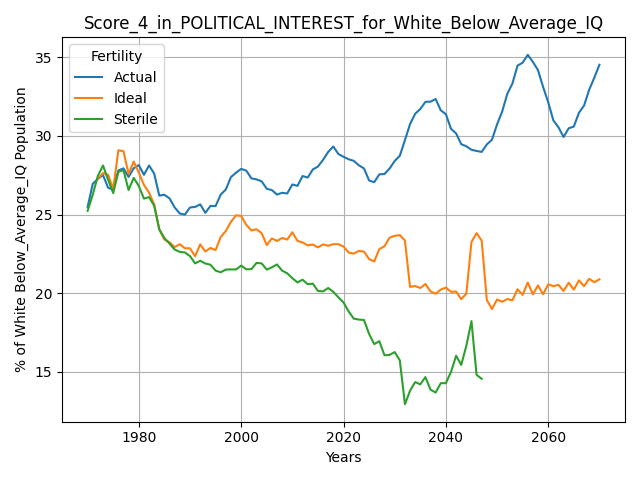 Score_4_in_POLITICAL_INTEREST_for_White_Below_Average_IQ
Fertility
Actual
Ideal
Sterile
% of White Below_Average_IQ Population
35
30
25
20
15
1980 2000 2020 2040 2060
Years